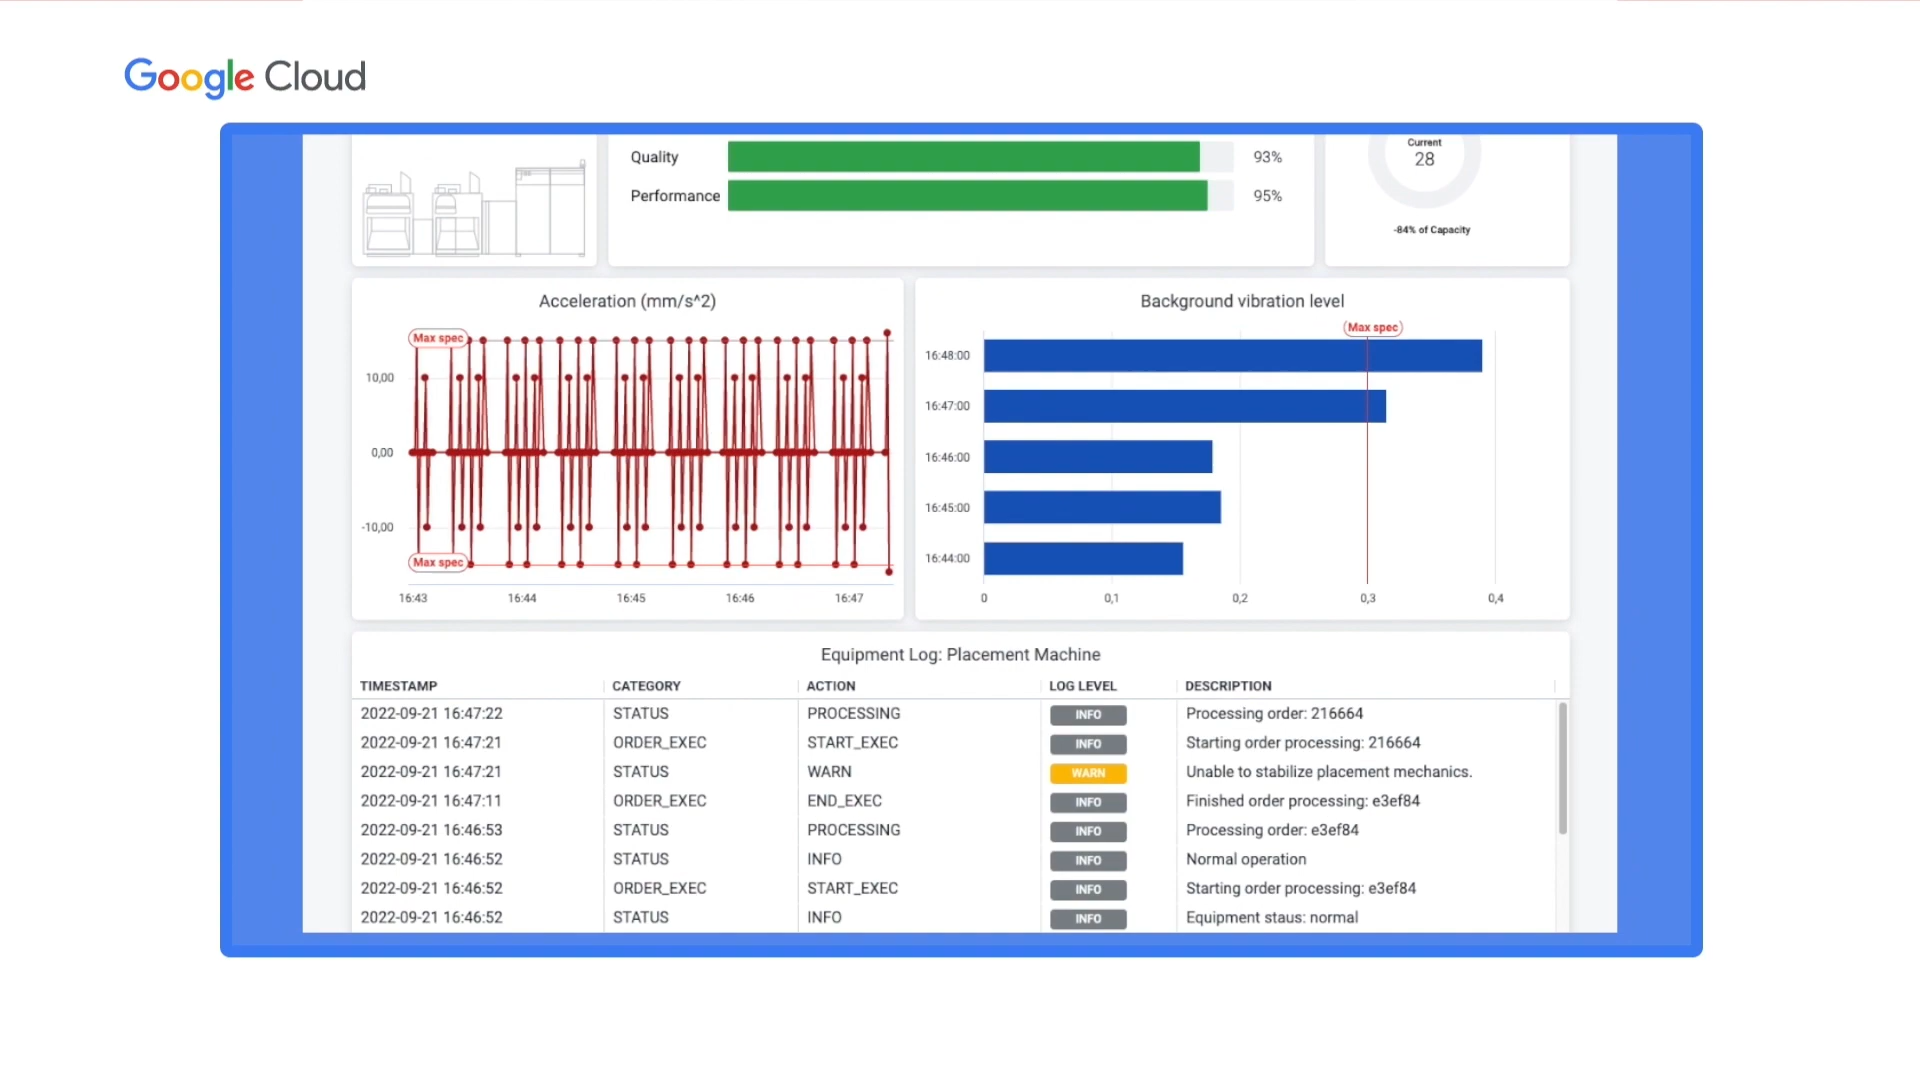 Google Cloud
Quality 93%
Performance 95%
Current
28
-84% of Capacity
Acceleration (mm/s^2)
Max spec
10,00
0,00
-10,00
Max spec
16:43 16:44 16:45 16:46 16:47
Background vibration level
Max spec
16:48:00
16:47:00
16:46:00
16:45:00
16:44:00
0 0,1 0,2 0,3 0,4
Equipment Log: Placement Machine
TIMESTAMP CATEGORY ACTION LOG LEVEL DESCRIPTION
2022-09-21 16:47:22 STATUS PROCESSING INFO Processing order: 216664
2022-09-21 16:47:21 ORDER_EXEC START_EXEC INFO Starting order processing: 216664
2022-09-21 16:47:21 STATUS WARN WARN Unable to stabilize placement mechanics.
2022-09-21 16:47:11 ORDER_EXEC END_EXEC INFO Finished order processing: e3ef84
2022-09-21 16:46:53 STATUS PROCESSING INFO Processing order: e3ef84
2022-09-21 16:46:52 STATUS INFO INFO Normal operation
2022-09-21 16:46:52 ORDER_EXEC START_EXEC INFO Starting order processing: e3ef84
2022-09-21 16:46:52 STATUS INFO INFO Equipment staus: normal